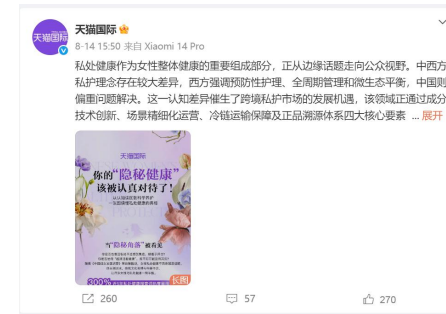 天猫国际
天猫国际
8-14 15:50 来自 Xiaomi 14 Pro
私处健康作为女性整体健康的重要组成部分，正从边缘话题走向公众视野。中西方
私护理念存在较大差异，西方强调预防性护理、全周期管理和微生态平衡，中国则
偏重问题解决。这一认知差异催生了跨境私护市场的发展机遇，该领域正通过成分
技术创新、场景精细化运营、冷链运输保障及正品溯源体系四大核心要素 ... 展开
天猫国际
你的“隐秘健康”
该被认真对待了！
当“隐秘角落”被看见
300%
长图
260
57
270